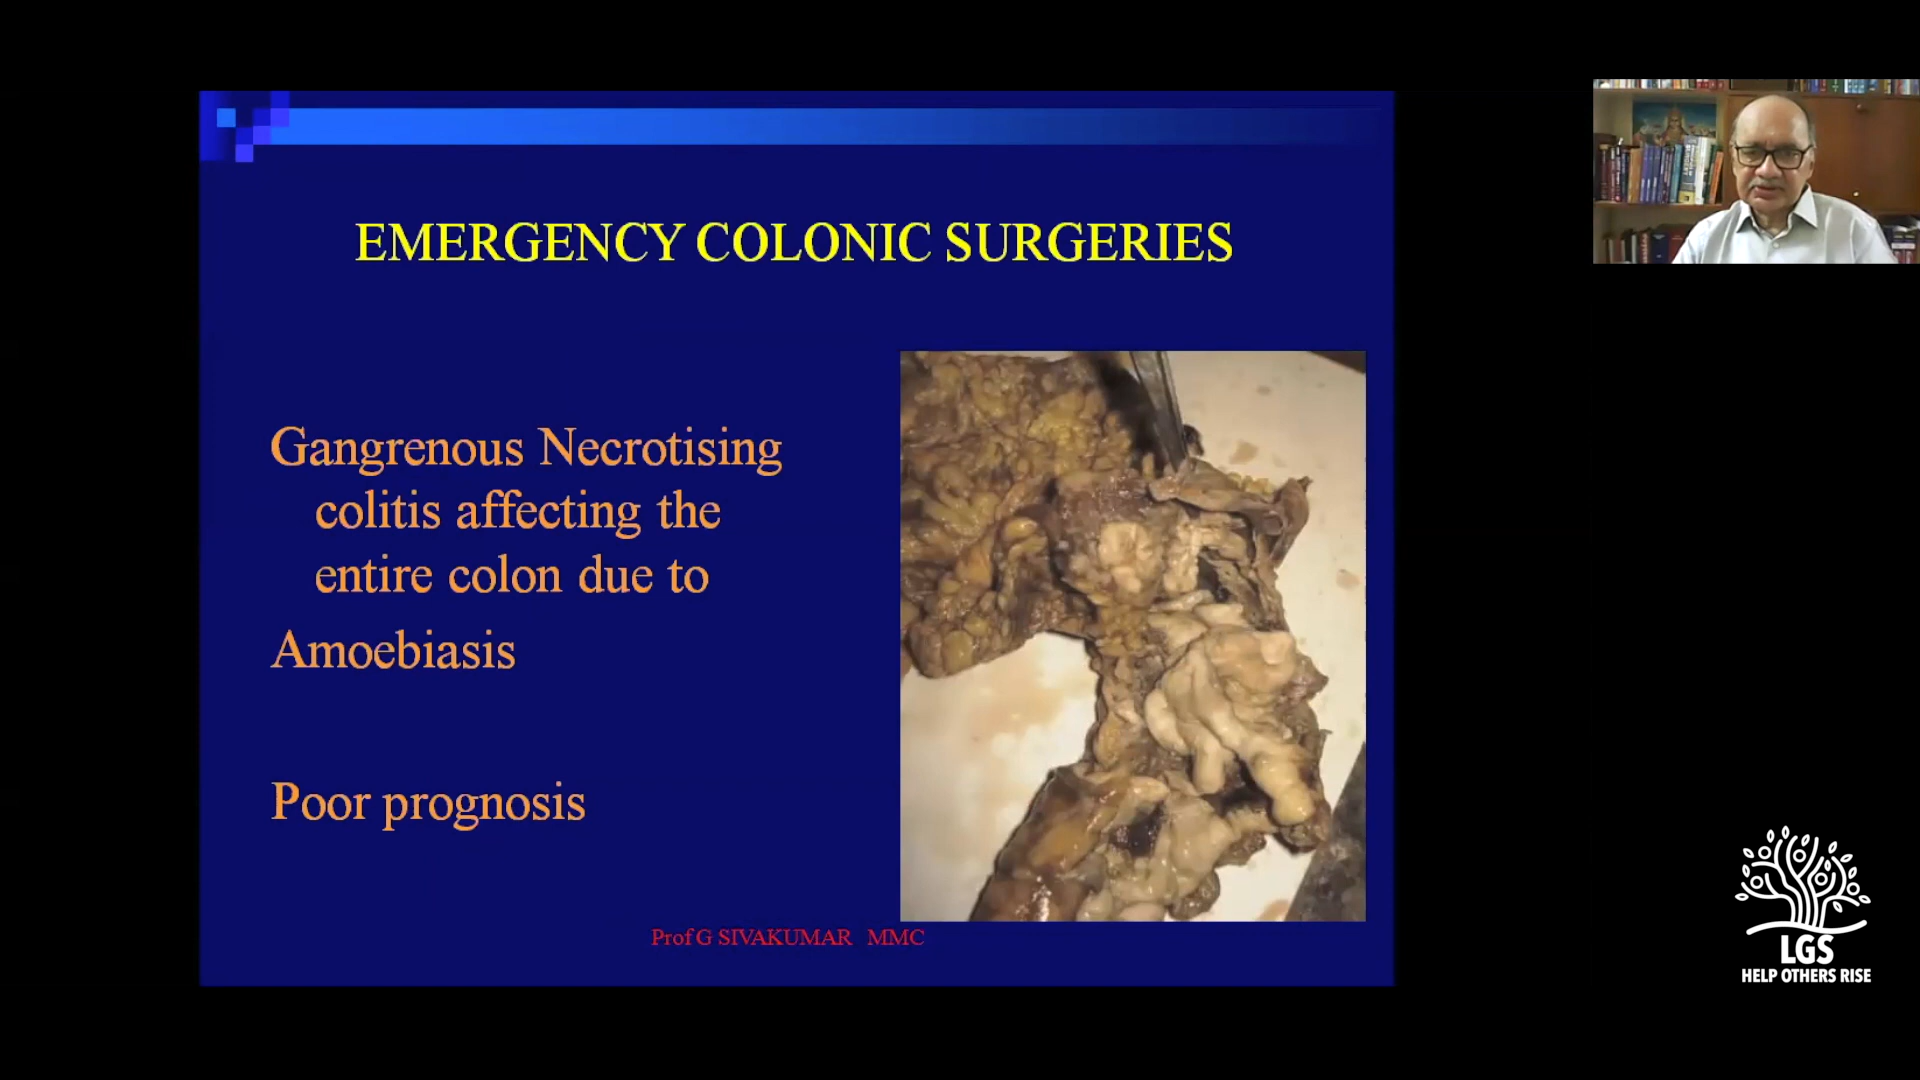 EMERGENCY COLONIC SURGERIES
Gangrenous Necrotising
colitis affecting the
entire colon due to
Amoebiasis
Poor prognosis
Prof G SIVAKUMAR MMC
LGS
HELP OTHERS RISE